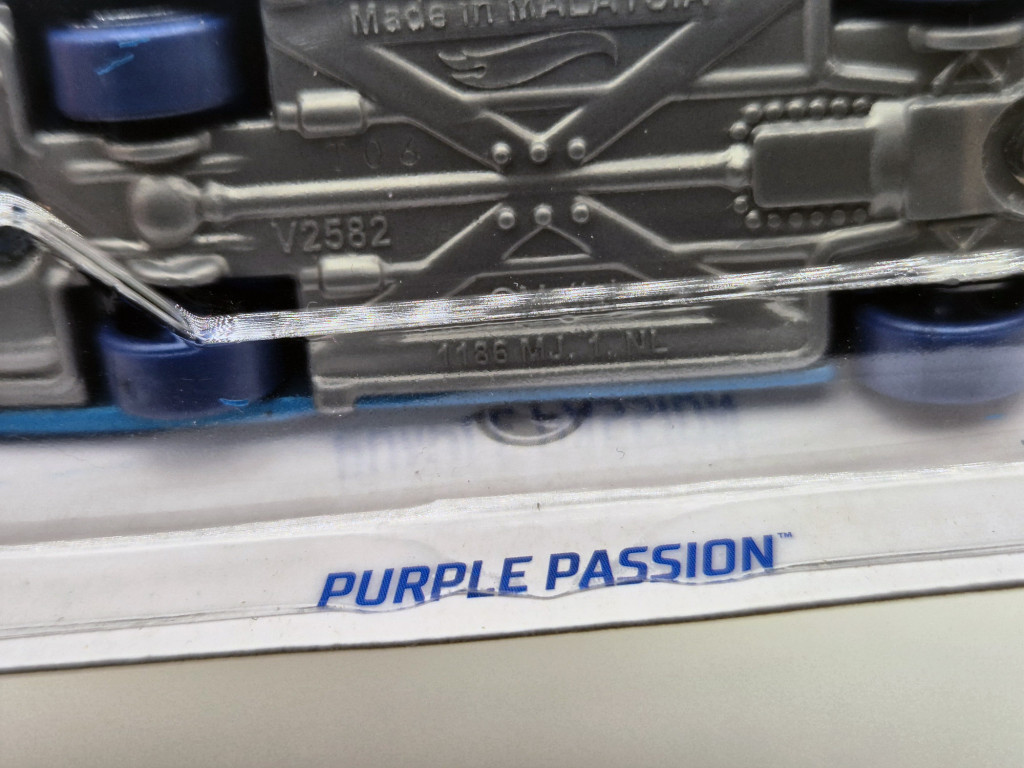 Made in MALAYSIA
T06
V2582
1186 MJ. 1. NL
PURPLE PASSION™